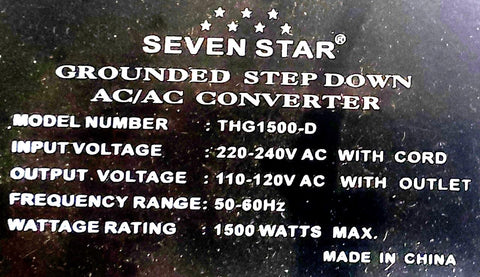 SEVEN STAR®
GROUNDED STEP DOWN
AC/AC CONVERTER
MODEL NUMBER : THG1500-D
INPUT VOLTAGE : 220-240V AC WITH CORD
OUTPUT VOLTAGE : 110-120V AC WITH OUTLET
FREQUENCY RANGE: 50-60Hz
WATTAGE RATING : 1500 WATTS MAX.
MADE IN CHINA